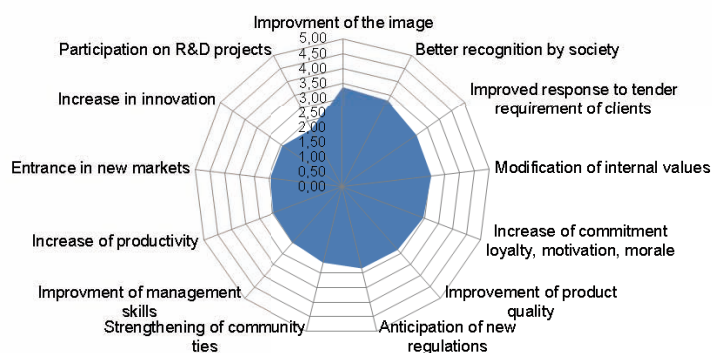 Improvment of the image
5,00
4,50
4,00
3,50
3,00
2,50
2,00
1,50
1,00
0,50
0,00
Better recognition by society
Improved response to tender
requirement of clients
Modification of internal values
Increase of commitment
loyalty, motivation, morale
Improvement of product
quality
Anticipation of new
regulations
Strengthening of community
ties
Improvment of management
skills
Increase of productivity
Entrance in new markets
Increase in innovation
Participation on R&D projects